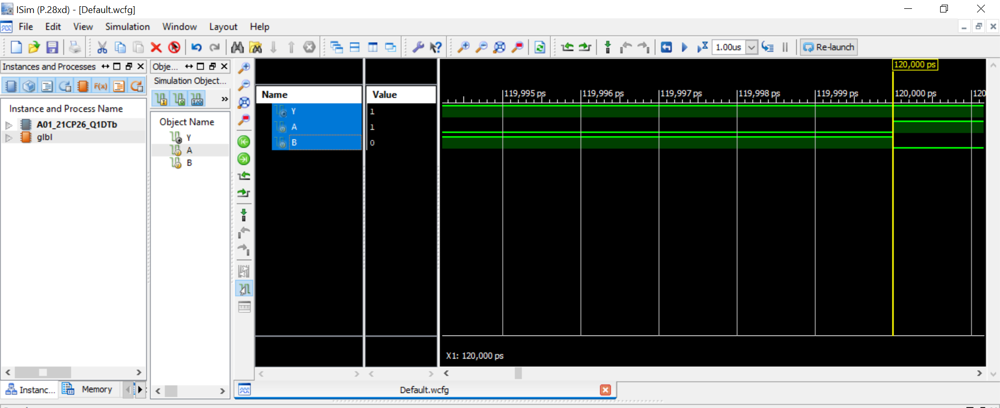 ISim (P.28xd) - [Default.wcfg]
File Edit View Simulation Window Layout Help
1.00us Re-launch
Instances and Processes
F(x)
Instance and Process Name
A01_21CP26_Q1DTb
glbl
Instanc... Memory
Obje...
Simulation Object...
I O I/O »
Object Name
Y
A
B
Name Value
Y 1
A 1
B 0
120,000 ps
119,995 ps 119,996 ps 119,997 ps 119,998 ps 119,999 ps 120,000 ps 120
X1: 120,000 ps
Default.wcfg